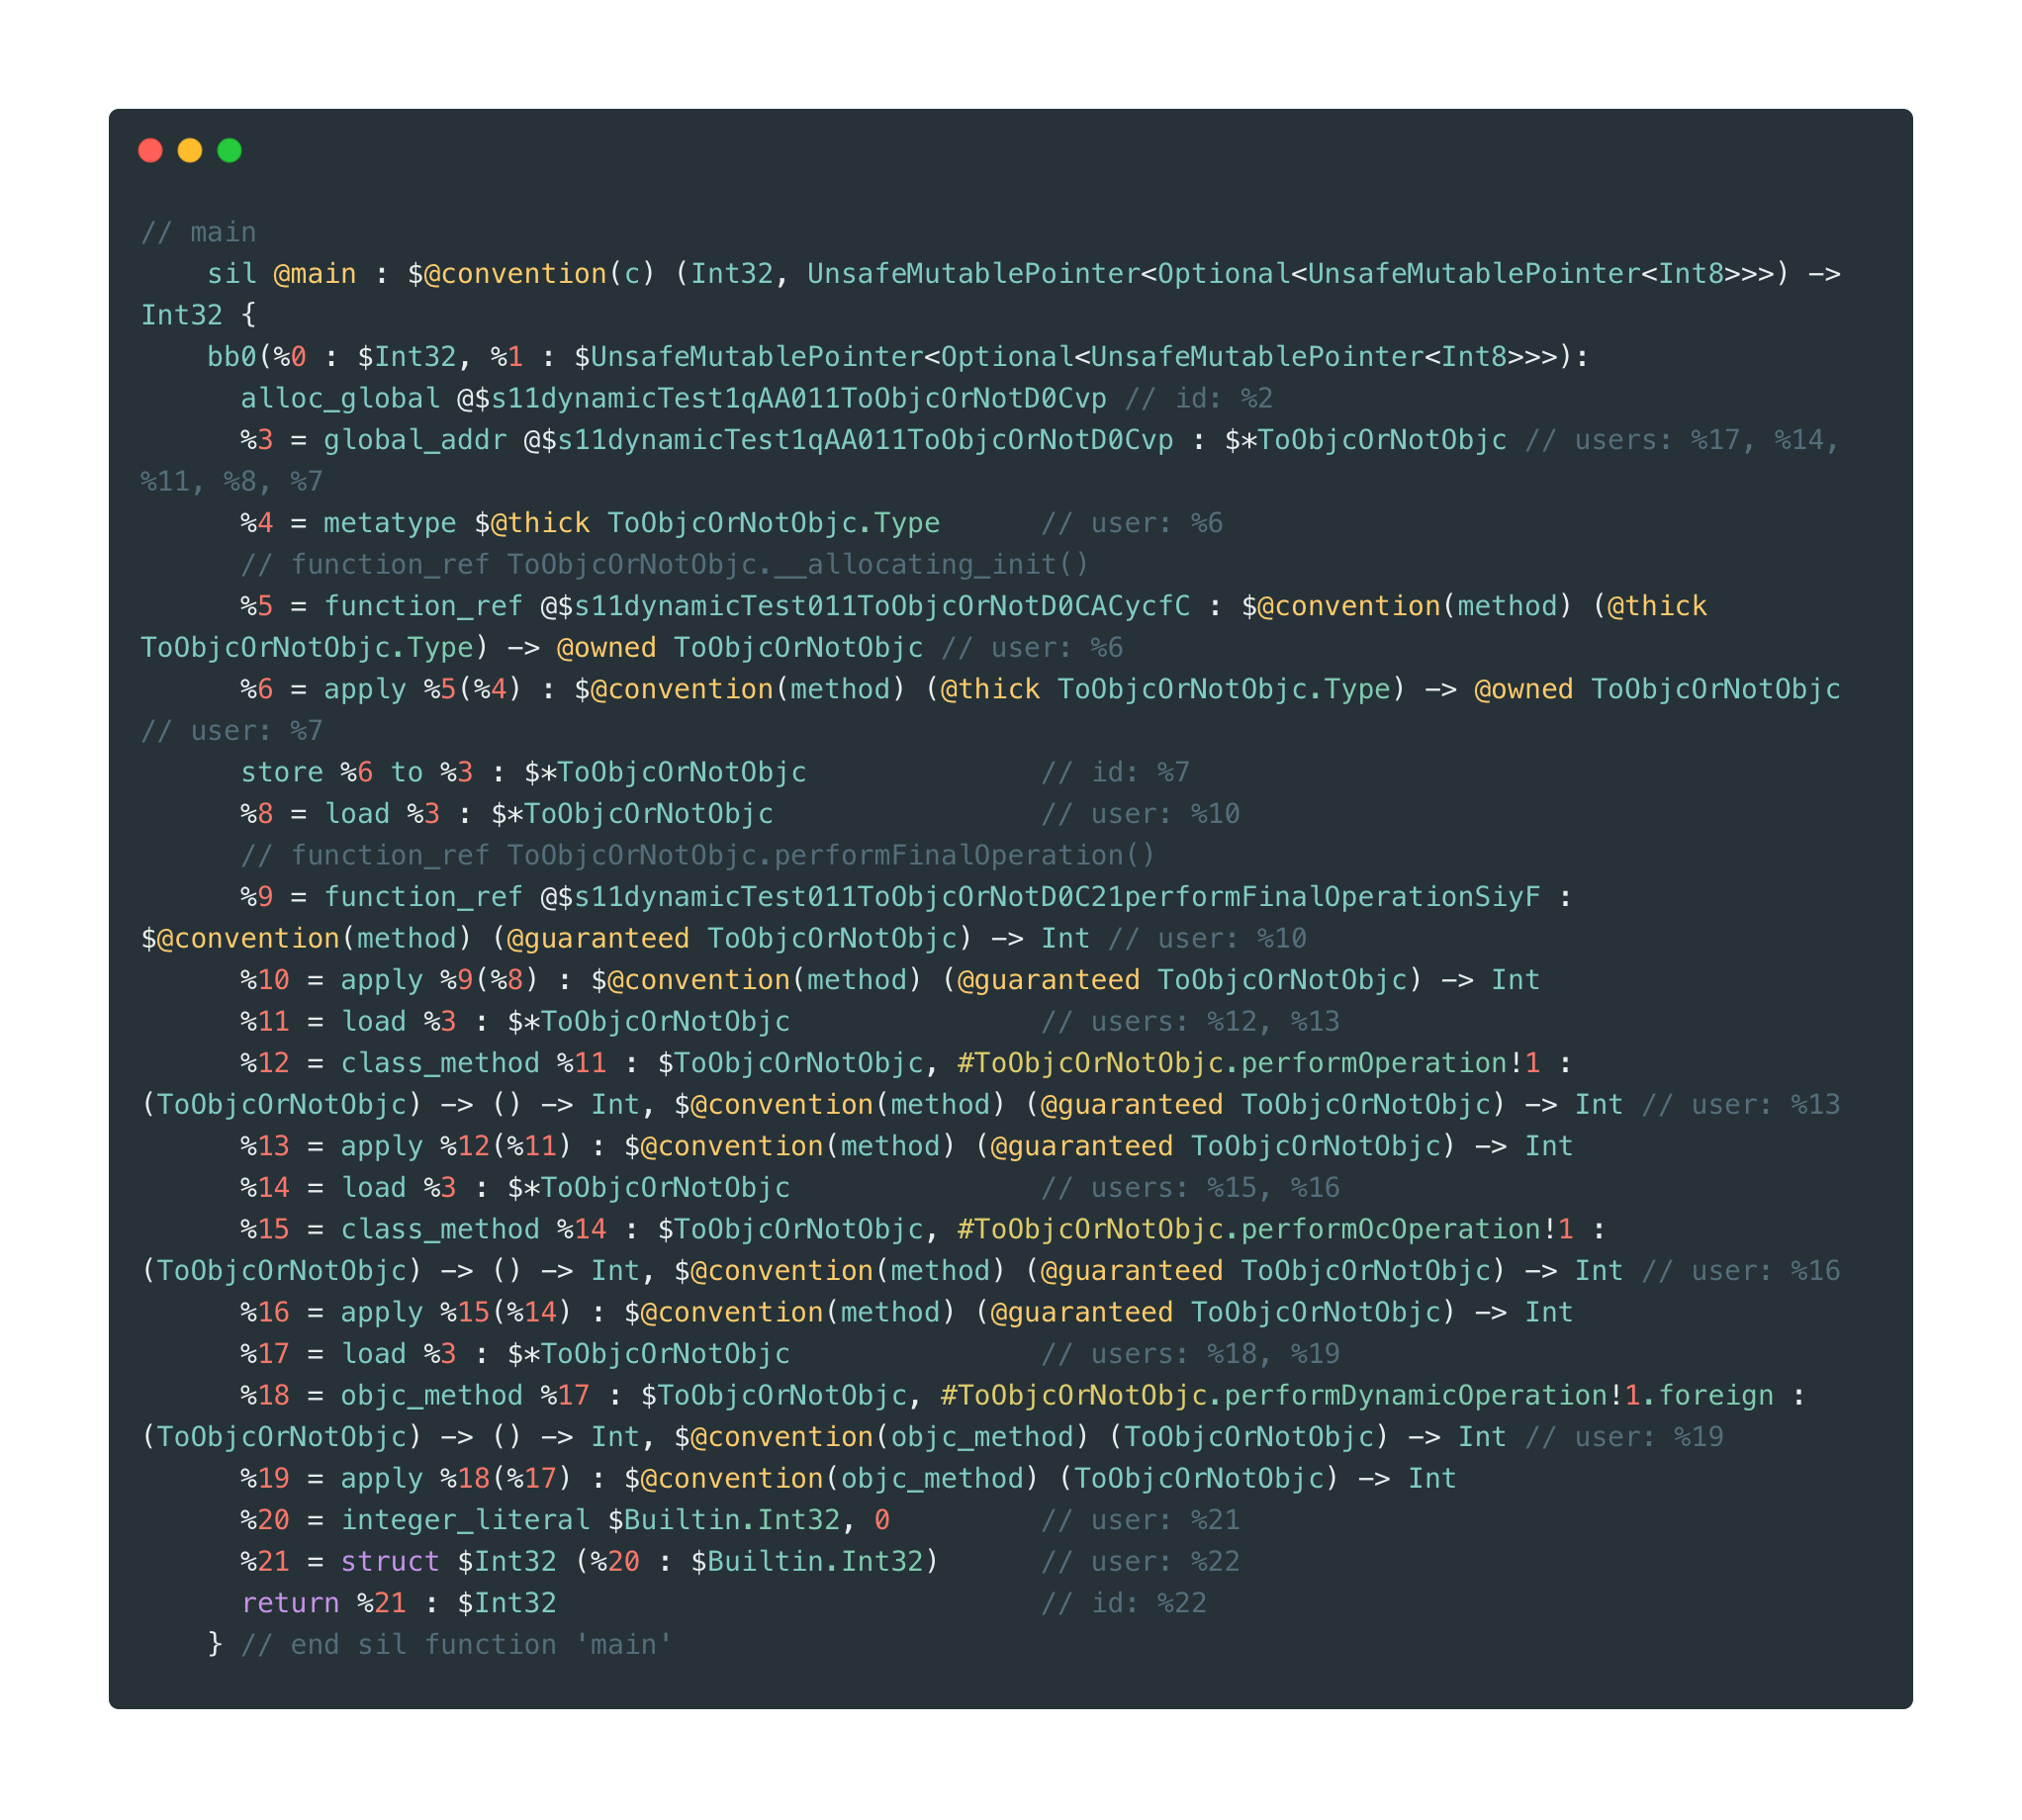 // main
    sil @main : $@convention(c) (Int32, UnsafeMutablePointer<Optional<UnsafeMutablePointer<Int8>>>) ->
Int32 {
    bb0(%0 : $Int32, %1 : $UnsafeMutablePointer<Optional<UnsafeMutablePointer<Int8>>>):
      alloc_global @$s11dynamicTest1qAA011ToObjcOrNotD0Cvp // id: %2
      %3 = global_addr @$s11dynamicTest1qAA011ToObjcOrNotD0Cvp : $*ToObjcOrNotObjc // users: %17, %14,
%11, %8, %7
      %4 = metatype $@thick ToObjcOrNotObjc.Type      // user: %6
      // function_ref ToObjcOrNotObjc.__allocating_init()
      %5 = function_ref @$s11dynamicTest011ToObjcOrNotD0CACycfC : $@convention(method) (@thick
ToObjcOrNotObjc.Type) -> @owned ToObjcOrNotObjc // user: %6
      %6 = apply %5(%4) : $@convention(method) (@thick ToObjcOrNotObjc.Type) -> @owned ToObjcOrNotObjc
// user: %7
      store %6 to %3 : $*ToObjcOrNotObjc              // id: %7
      %8 = load %3 : $*ToObjcOrNotObjc                // user: %10
      // function_ref ToObjcOrNotObjc.performFinalOperation()
      %9 = function_ref @$s11dynamicTest011ToObjcOrNotD0C21performFinalOperationSiyF :
$@convention(method) (@guaranteed ToObjcOrNotObjc) -> Int // user: %10
      %10 = apply %9(%8) : $@convention(method) (@guaranteed ToObjcOrNotObjc) -> Int
      %11 = load %3 : $*ToObjcOrNotObjc               // users: %12, %13
      %12 = class_method %11 : $ToObjcOrNotObjc, #ToObjcOrNotObjc.performOperation!1 :
(ToObjcOrNotObjc) -> () -> Int, $@convention(method) (@guaranteed ToObjcOrNotObjc) -> Int // user: %13
      %13 = apply %12(%11) : $@convention(method) (@guaranteed ToObjcOrNotObjc) -> Int
      %14 = load %3 : $*ToObjcOrNotObjc               // users: %15, %16
      %15 = class_method %14 : $ToObjcOrNotObjc, #ToObjcOrNotObjc.performOcOperation!1 :
(ToObjcOrNotObjc) -> () -> Int, $@convention(method) (@guaranteed ToObjcOrNotObjc) -> Int // user: %16
      %16 = apply %15(%14) : $@convention(method) (@guaranteed ToObjcOrNotObjc) -> Int
      %17 = load %3 : $*ToObjcOrNotObjc               // users: %18, %19
      %18 = objc_method %17 : $ToObjcOrNotObjc, #ToObjcOrNotObjc.performDynamicOperation!1.foreign :
(ToObjcOrNotObjc) -> () -> Int, $@convention(objc_method) (ToObjcOrNotObjc) -> Int // user: %19
      %19 = apply %18(%17) : $@convention(objc_method) (ToObjcOrNotObjc) -> Int
      %20 = integer_literal $Builtin.Int32, 0         // user: %21
      %21 = struct $Int32 (%20 : $Builtin.Int32)      // user: %22
      return %21 : $Int32                             // id: %22
    } // end sil function 'main'